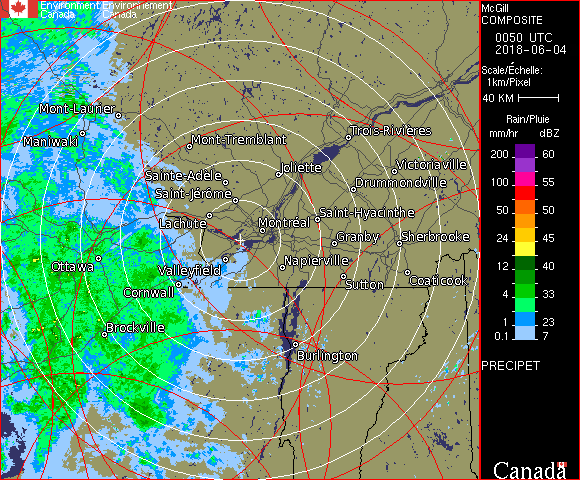 Environment Environnement
Canada Canada
McGill
COMPOSITE
0050 UTC
2018-06-04
Scale/Échelle:
1km/Pixel
40 KM
Rain/Pluie
mm/hr dBZ
200 60
100 55
50 50
24 45
12 40
4 33
1 23
0.1 7
PRECIPET
Canada
Mont-Laurier
Maniwaki
Mont-Tremblant
Trois-Rivières
Sainte-Adèle
Joliette
Victoriaville
Saint-Jérôme
Drummondville
Lachute
Montréal
Saint-Hyacinthe
Granby
Sherbrooke
Ottawa
Valleyfield
Napierville
Cornwall
Sutton
Coaticook
Brockville
Burlington